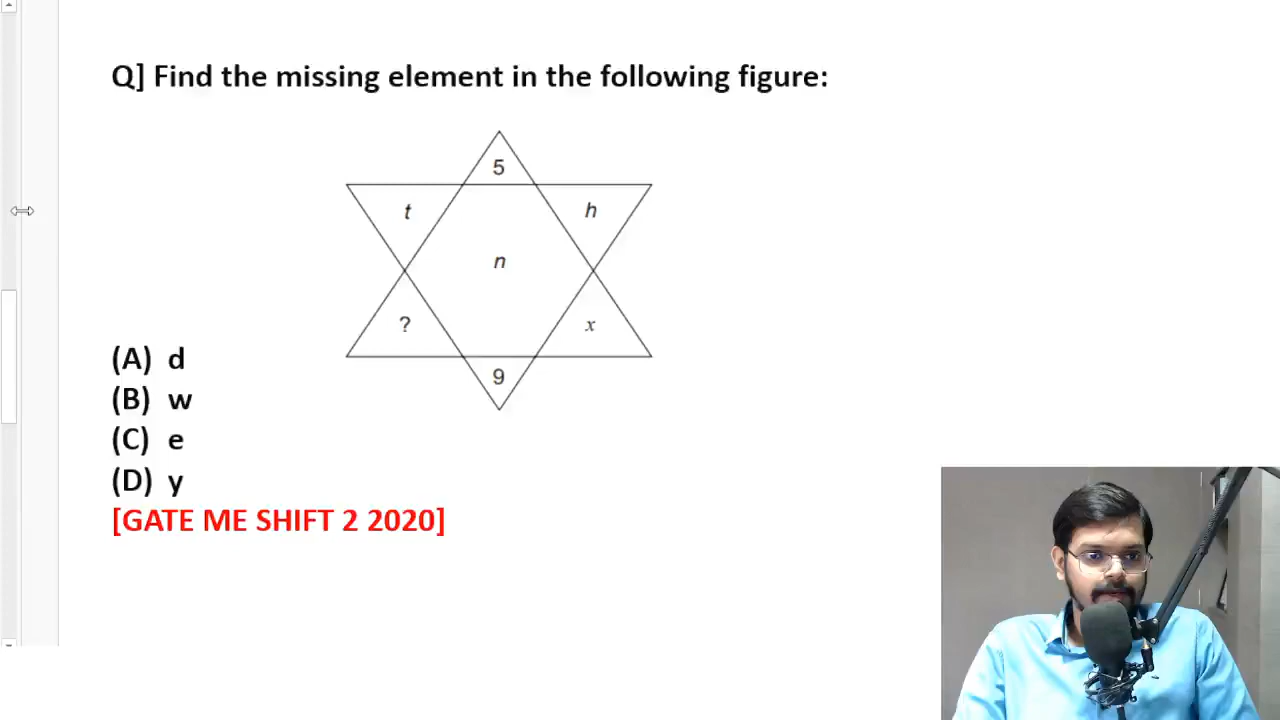 Q] Find the missing element in the following figure:
5
t
h
n
?
x
9
(A) d
(B) w
(C) e
(D) y
[GATE ME SHIFT 2 2020]